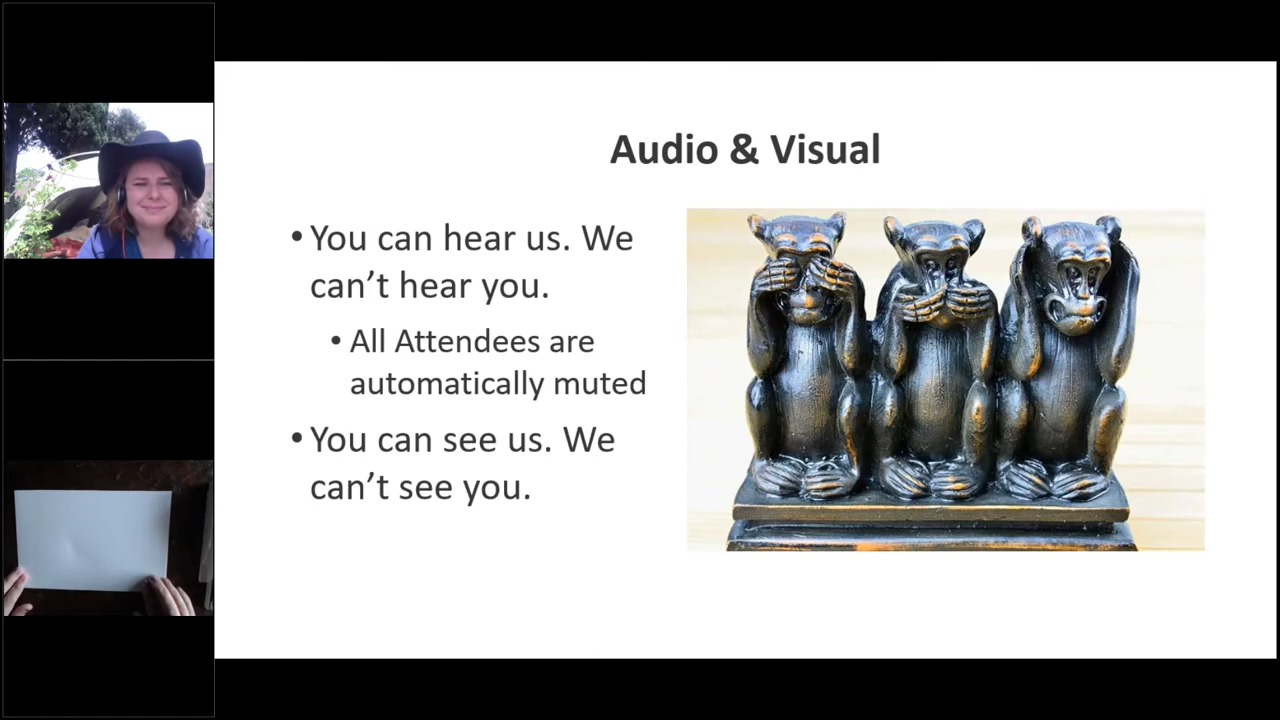 Audio & Visual
•You can hear us. We
can’t hear you.
•All Attendees are
automatically muted
•You can see us. We
can’t see you.